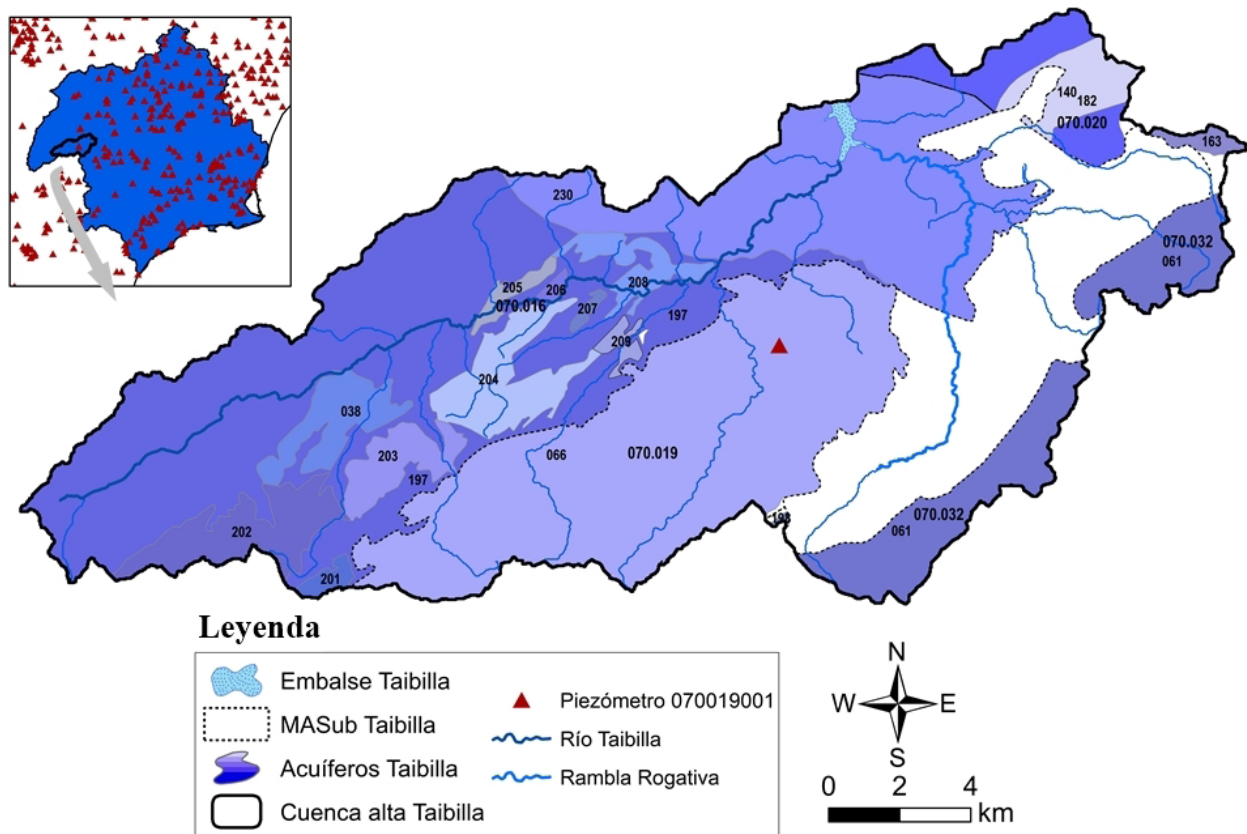 140
182
070.020
163
230
070.032
061
205
206
208
070.016
207
197
209
204
038
203
066
070.019
197
198
070.032
061
202
201
Leyenda
Embalse Taibilla
Piezómetro 070019001
MASub Taibilla
Río Taibilla
Acuíferos Taibilla
Rambla Rogativa
Cuenca alta Taibilla
N
W E
S
0 2 4
km